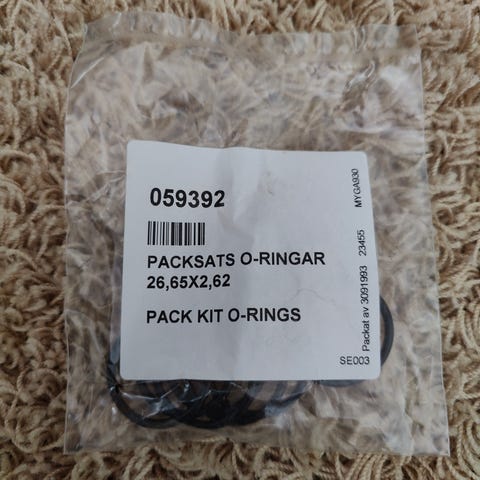 059392
PACKSATS O-RINGAR
26,65X2,62
PACK KIT O-RINGS
SE003
Packat av 3091993 23455 MYGA930